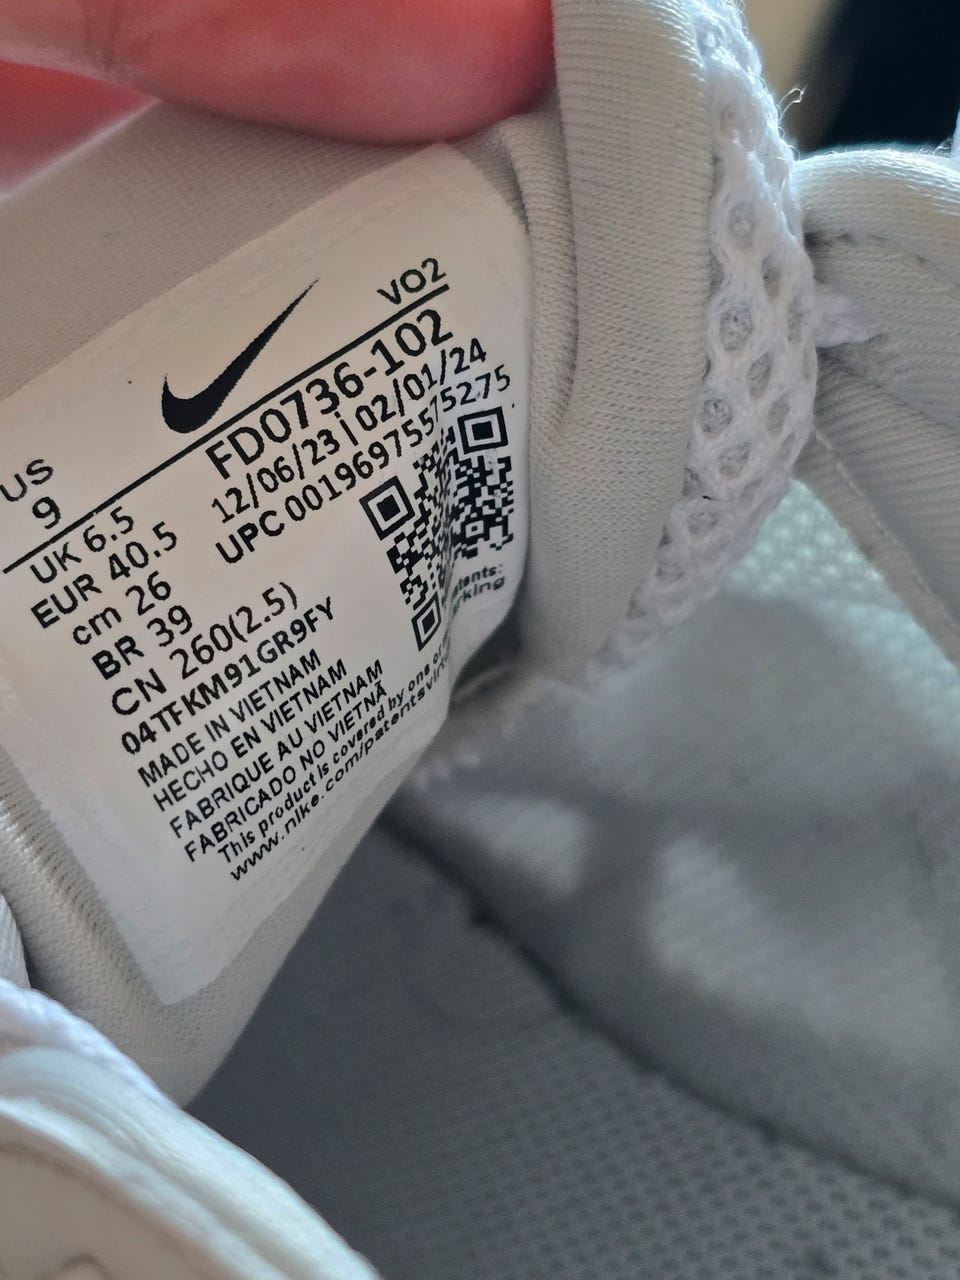 VO2
US
9
FD0736-102
12/06/23 | 02/01/24
UPC 00196975575275
UK 6.5
EUR 40.5
cm 26
BR 39
CN 260(2.5)
04TFKM91GR9FY
MADE IN VIETNAM
HECHO EN VIETNAM
FABRIQUE AU VIETNAM
FABRICADO NO VIETNÃ
This product is covered by one or
www.nike.com/patents